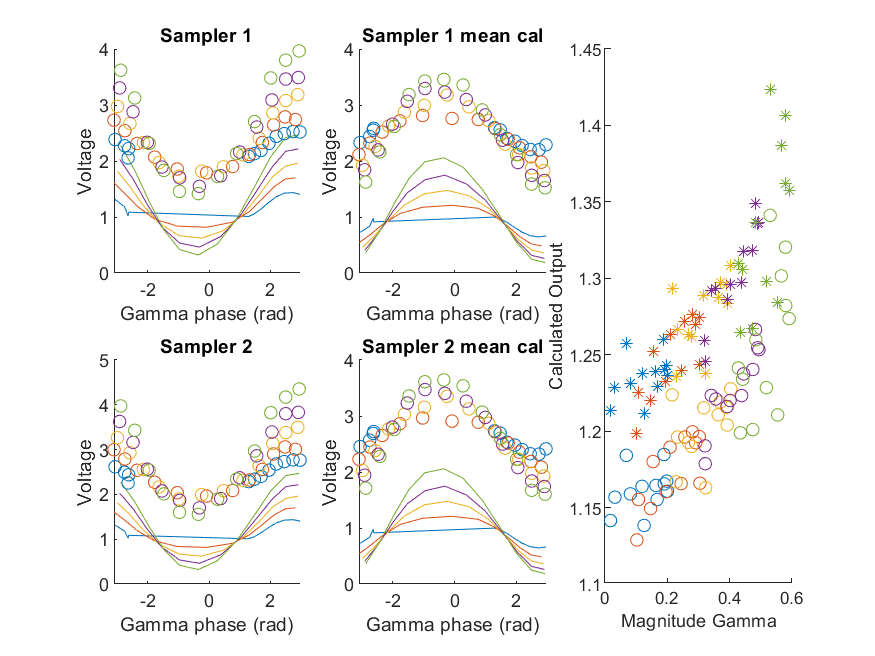 Sampler 1
4
3
2
1
0
Voltage
-2 0 2
Gamma phase (rad)
Sampler 1 mean cal
4
3
2
1
0
Voltage
-2 0 2
Gamma phase (rad)
Sampler 2
5
4
3
2
1
0
Voltage
-2 0 2
Gamma phase (rad)
Sampler 2 mean cal
4
3
2
1
0
Voltage
-2 0 2
Gamma phase (rad)
1.45
1.4
1.35
1.3
1.25
1.2
1.15
1.1
Calculated Output
0 0.2 0.4 0.6
Magnitude Gamma